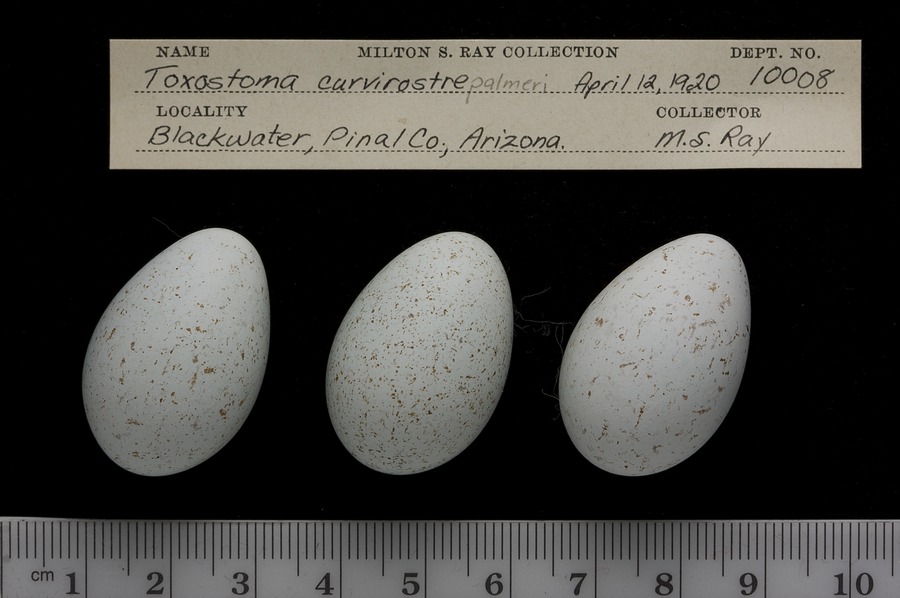 NAME MILTON S. RAY COLLECTION DEPT. NO.
Toxostoma curvirostre palmeri April 12, 1920 10008
LOCALITY COLLECTOR
Blackwater, Pinal Co., Arizona. M.S. Ray
cm 1 2 3 4 5 6 7 8 9 10